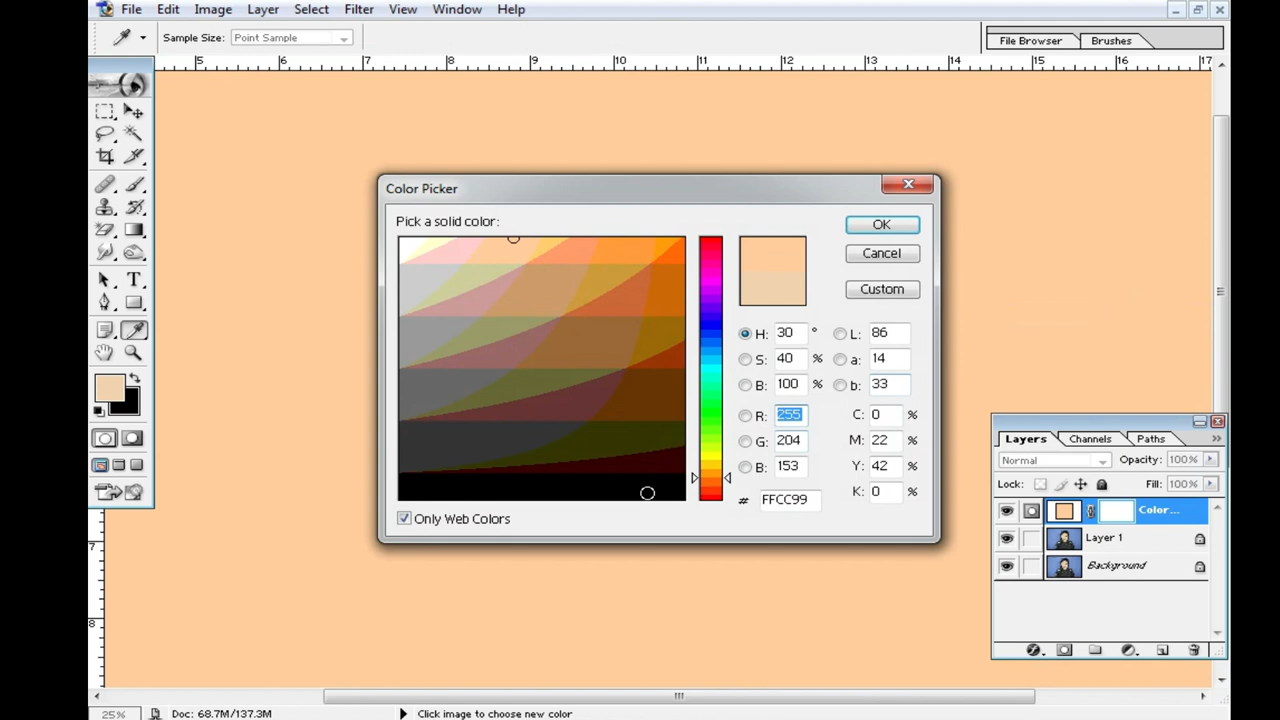 File Edit Image Layer Select Filter View Window Help
Sample Size: Point Sample
File Browser Brushes
5 6 7 8 9 10 11 12 13 14 15 16 17
Color Picker
Pick a solid color:
OK
Cancel
Custom
H: 30 ° L: 86
S: 40 % a: 14
B: 100 % b: 33
R: 255 C: 0 %
G: 204 M: 22 %
B: 153 Y: 42 %
K: 0 %
# FFCC99
Only Web Colors
T
Layers Channels Paths
Normal Opacity: 100%
Lock: Fill: 100%
Color...
Layer 1
Background
7
8
25% Doc: 68.7M/137.3M Click image to choose new color